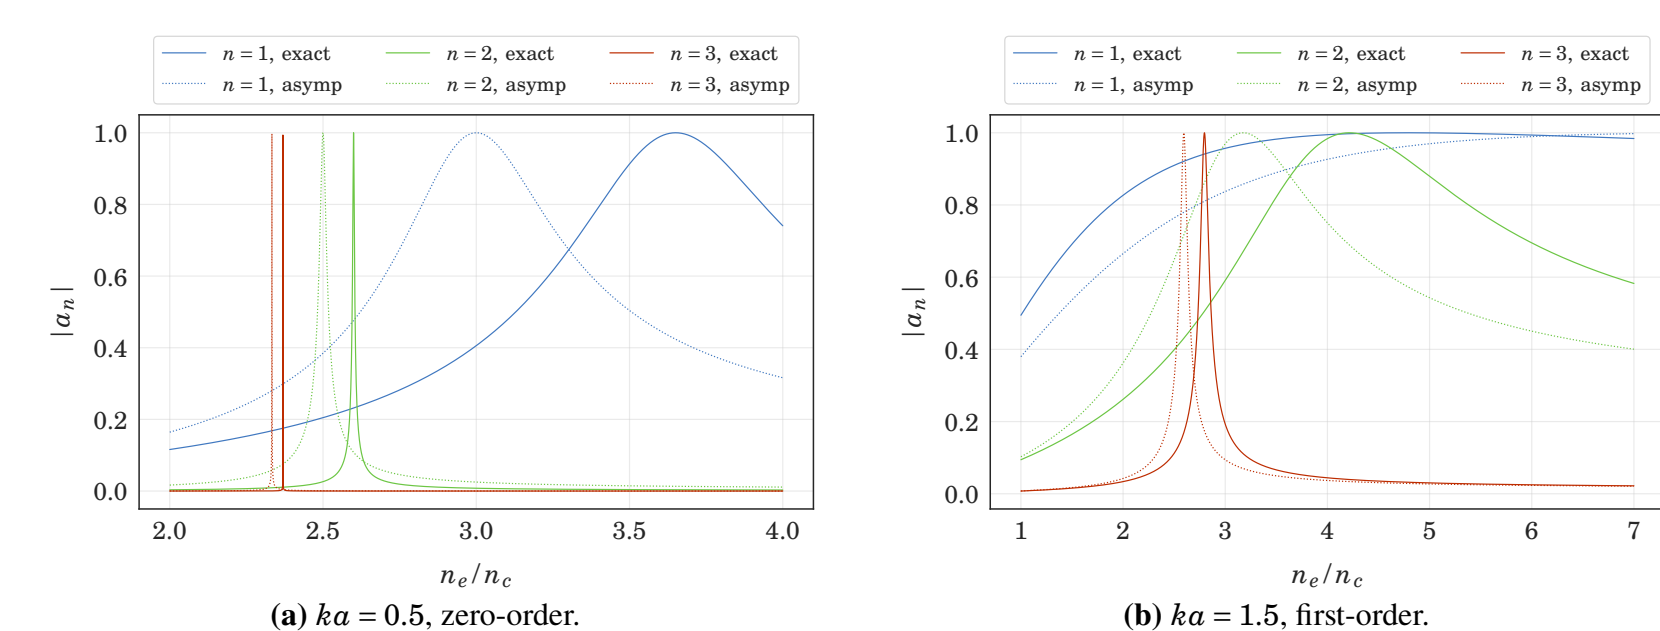 n = 1, exact n = 2, exact n = 3, exact
n = 1, asymp n = 2, asymp n = 3, asymp
1.0
0.8
0.6
0.4
0.2
0.0
|a_n|
2.0 2.5 3.0 3.5 4.0
n_e/n_c
(a) ka = 0.5, zero-order.
n = 1, exact n = 2, exact n = 3, exact
n = 1, asymp n = 2, asymp n = 3, asymp
1.0
0.8
0.6
0.4
0.2
0.0
|a_n|
1 2 3 4 5 6 7
n_e/n_c
(b) ka = 1.5, first-order.